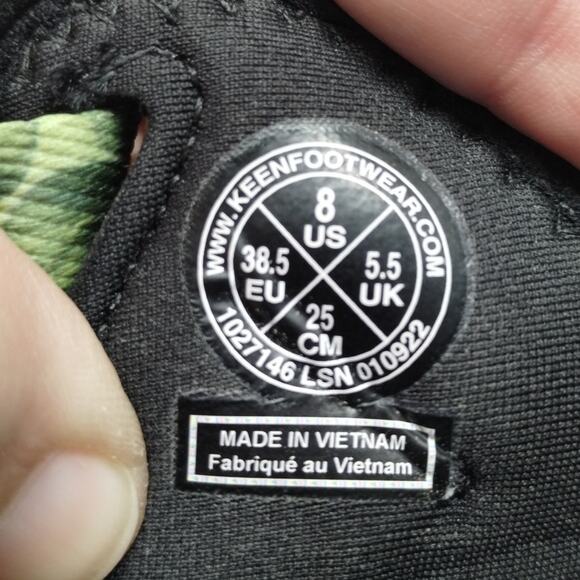 WWW.KEENFOOTWEAR.COM
8
US
38.5
EU
5.5
UK
25
CM
1027146 LSN 010922
MADE IN VIETNAM
Fabriqué au Vietnam